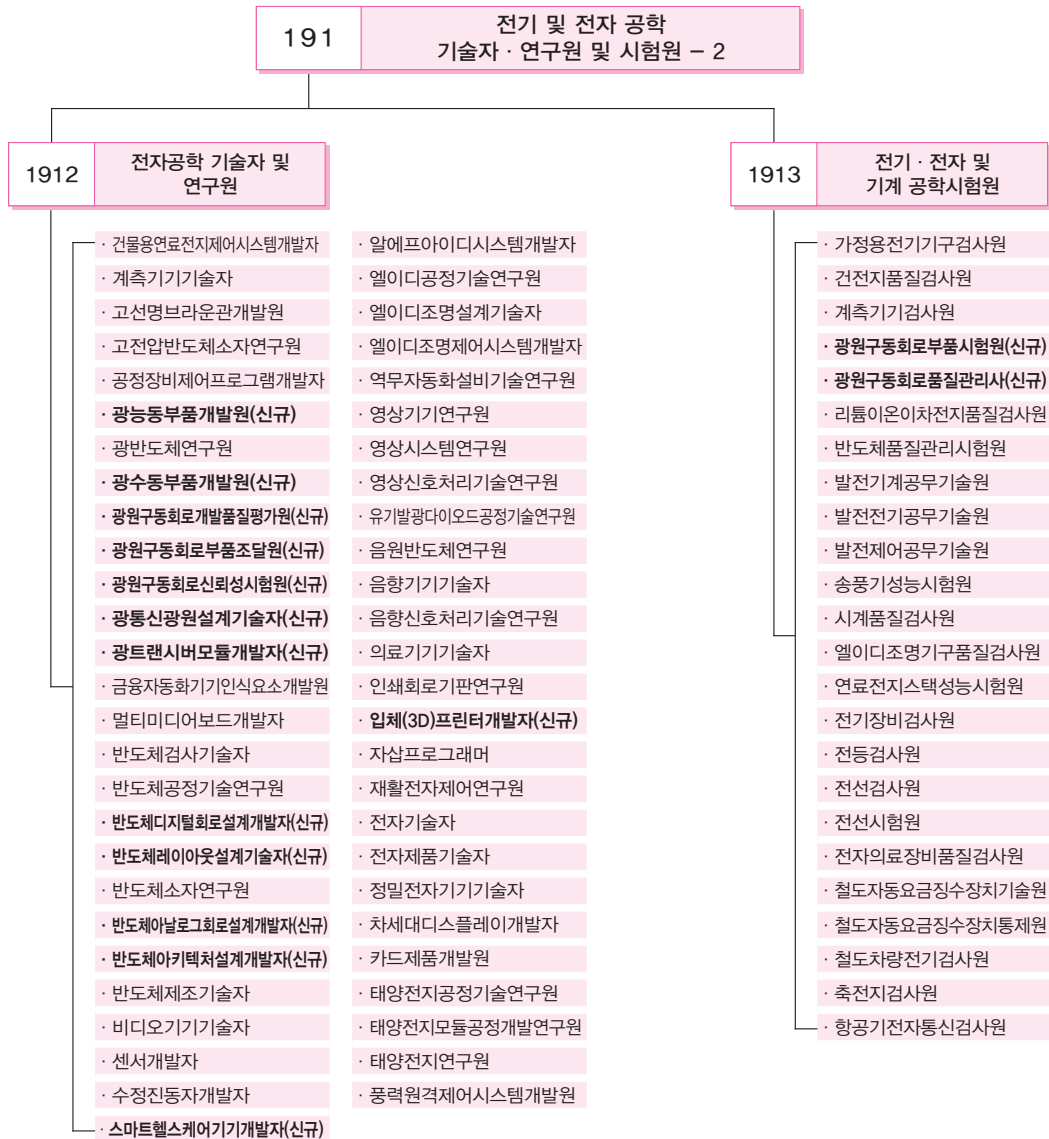 191
전기 및 전자 공학
기술자 · 연구원 및 시험원 - 2
1912
전자공학 기술자 및
연구원
· 건물용연료전지제어시스템개발자
· 계측기기기술자
· 고선명브라운관개발원
· 고전압반도체소자연구원
· 공정장비제어프로그램개발자
· 광능동부품개발원(신규)
· 광반도체연구원
· 광수동부품개발원(신규)
· 광원구동회로개발품질평가원(신규)
· 광원구동회로부품조달원(신규)
· 광원구동회로신뢰성시험원(신규)
· 광통신광원설계기술자(신규)
· 광트랜시버모듈개발자(신규)
· 금융자동화기기인식요소개발원
· 멀티미디어보드개발자
· 반도체검사기술자
· 반도체공정기술연구원
· 반도체디지털회로설계개발자(신규)
· 반도체레이아웃설계기술자(신규)
· 반도체소자연구원
· 반도체아날로그회로설계개발자(신규)
· 반도체아키텍처설계개발자(신규)
· 반도체제조기술자
· 비디오기기기술자
· 센서개발자
· 수정진동자개발자
· 스마트헬스케어기기개발자(신규)
· 알에프아이디시스템개발자
· 엘이디공정기술연구원
· 엘이디조명설계기술자
· 엘이디조명제어시스템개발자
· 역무자동화설비기술연구원
· 영상기기연구원
· 영상시스템연구원
· 영상신호처리기술연구원
· 유기발광다이오드공정기술연구원
· 음원반도체연구원
· 음향기기기술자
· 음향신호처리기술연구원
· 의료기기기술자
· 인쇄회로기판연구원
· 입체(3D)프린터개발자(신규)
· 자삽프로그래머
· 재활전자제어연구원
· 전자기술자
· 전자제품기술자
· 정밀전자기기기술자
· 차세대디스플레이개발자
· 카드제품개발원
· 태양전지공정기술연구원
· 태양전지모듈공정개발연구원
· 태양전지연구원
· 풍력원격제어시스템개발원
1913
전기 · 전자 및
기계 공학시험원
· 가정용전기기구검사원
· 건전지품질검사원
· 계측기기검사원
· 광원구동회로부품시험원(신규)
· 광원구동회로품질관리사(신규)
· 리튬이온이차전지품질검사원
· 반도체품질관리시험원
· 발전기계공무기술원
· 발전전기공무기술원
· 발전제어공무기술원
· 송풍기성능시험원
· 시계품질검사원
· 엘이디조명기구품질검사원
· 연료전지스택성능시험원
· 전기장비검사원
· 전등검사원
· 전선검사원
· 전선시험원
· 전자의료장비품질검사원
· 철도자동요금징수장치기술원
· 철도자동요금징수장치통제원
· 철도차량전기검사원
· 축전지검사원
· 항공기전자통신검사원